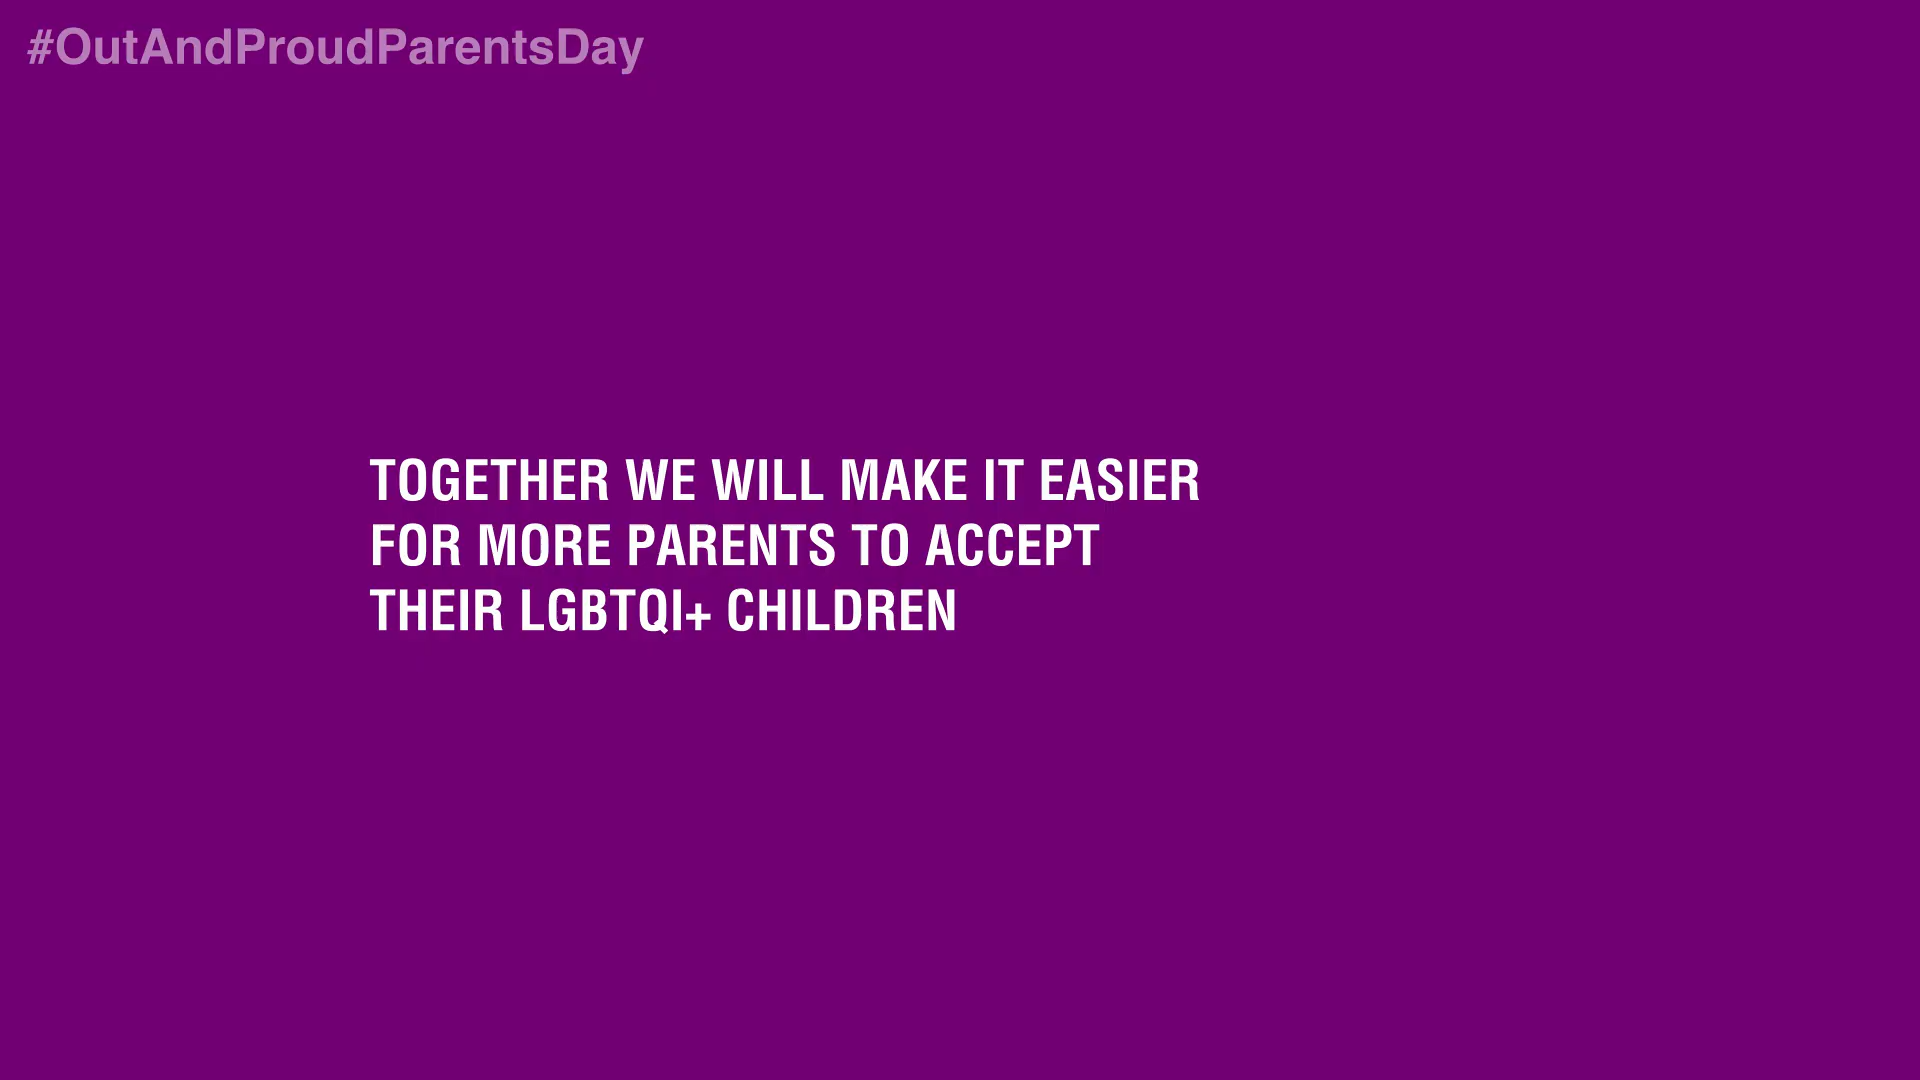 #OutAndProudParentsDay
TOGETHER WE WILL MAKE IT EASIER
FOR MORE PARENTS TO ACCEPT
THEIR LGBTQI+ CHILDREN